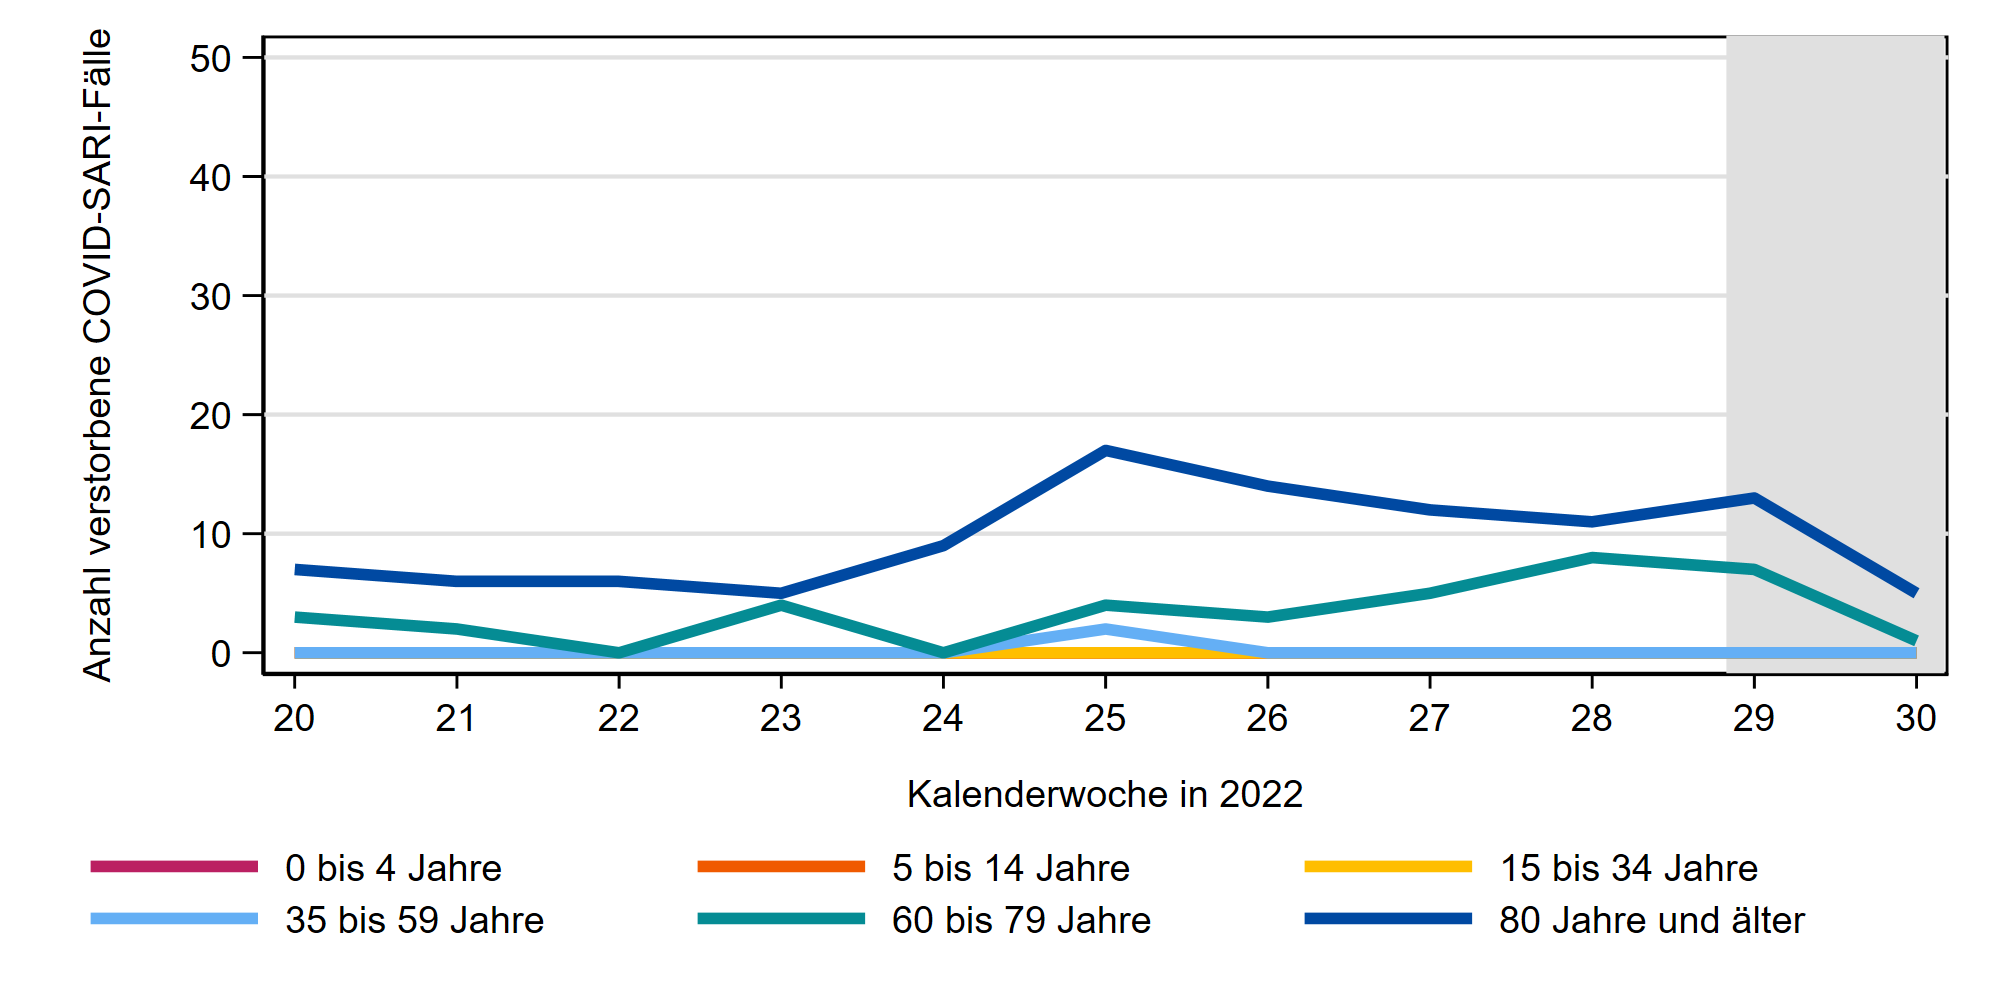 Anzahl verstorbene COVID-SARI-Fälle
50
40
30
20
10
0
20 21 22 23 24 25 26 27 28 29 30
Kalenderwoche in 2022
0 bis 4 Jahre 5 bis 14 Jahre 15 bis 34 Jahre
35 bis 59 Jahre 60 bis 79 Jahre 80 Jahre und älter